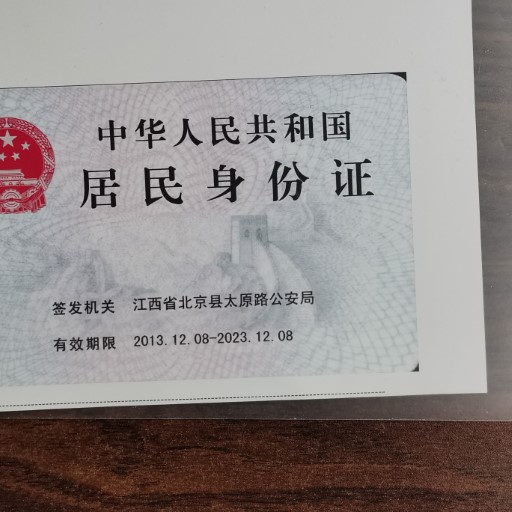 中华人民共和国
居民身份证
签发机关 江西省北京县太原路公安局
有效期限 2013.12.08-2023.12.08